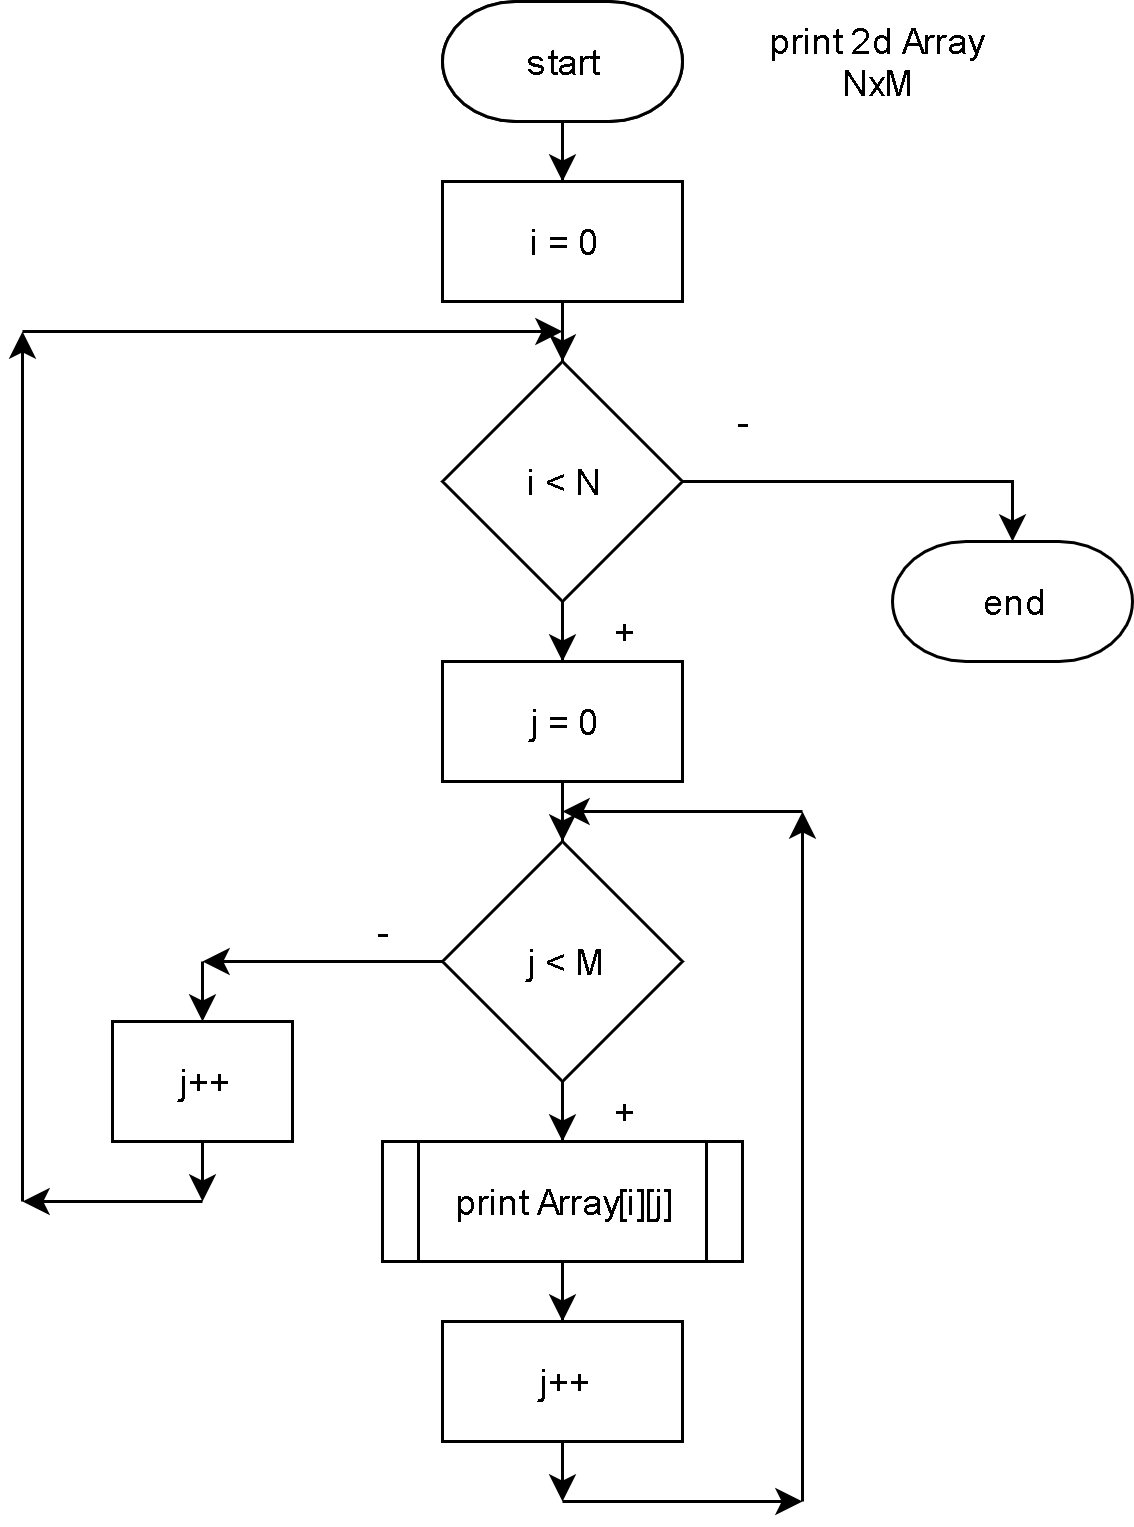 start
print 2d Array
NxM
i = 0
i < N
-
end
+
j = 0
j < M
-
j++
+
print Array[i][j]
j++